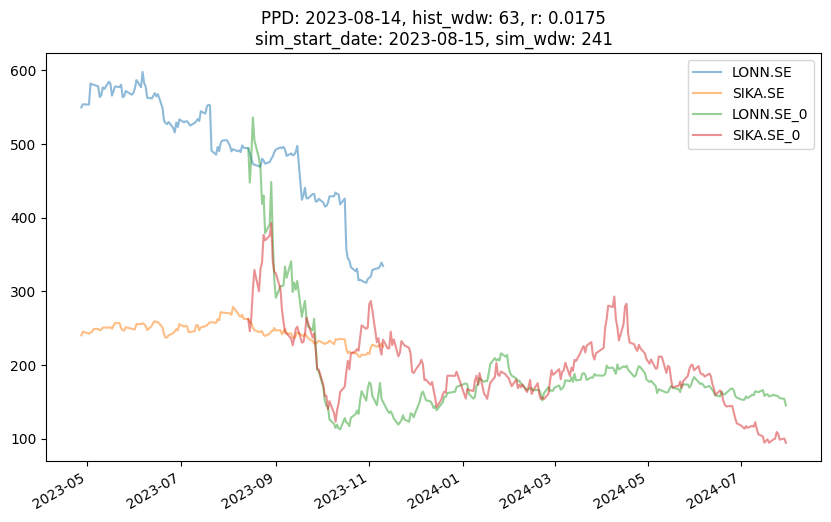 PPD: 2023-08-14, hist_wdw: 63, r: 0.0175
sim_start_date: 2023-08-15, sim_wdw: 241
LONN.SE
SIKA.SE
LONN.SE_0
SIKA.SE_0
600
500
400
300
200
100
2023-05
2023-07
2023-09
2023-11
2024-01
2024-03
2024-05
2024-07